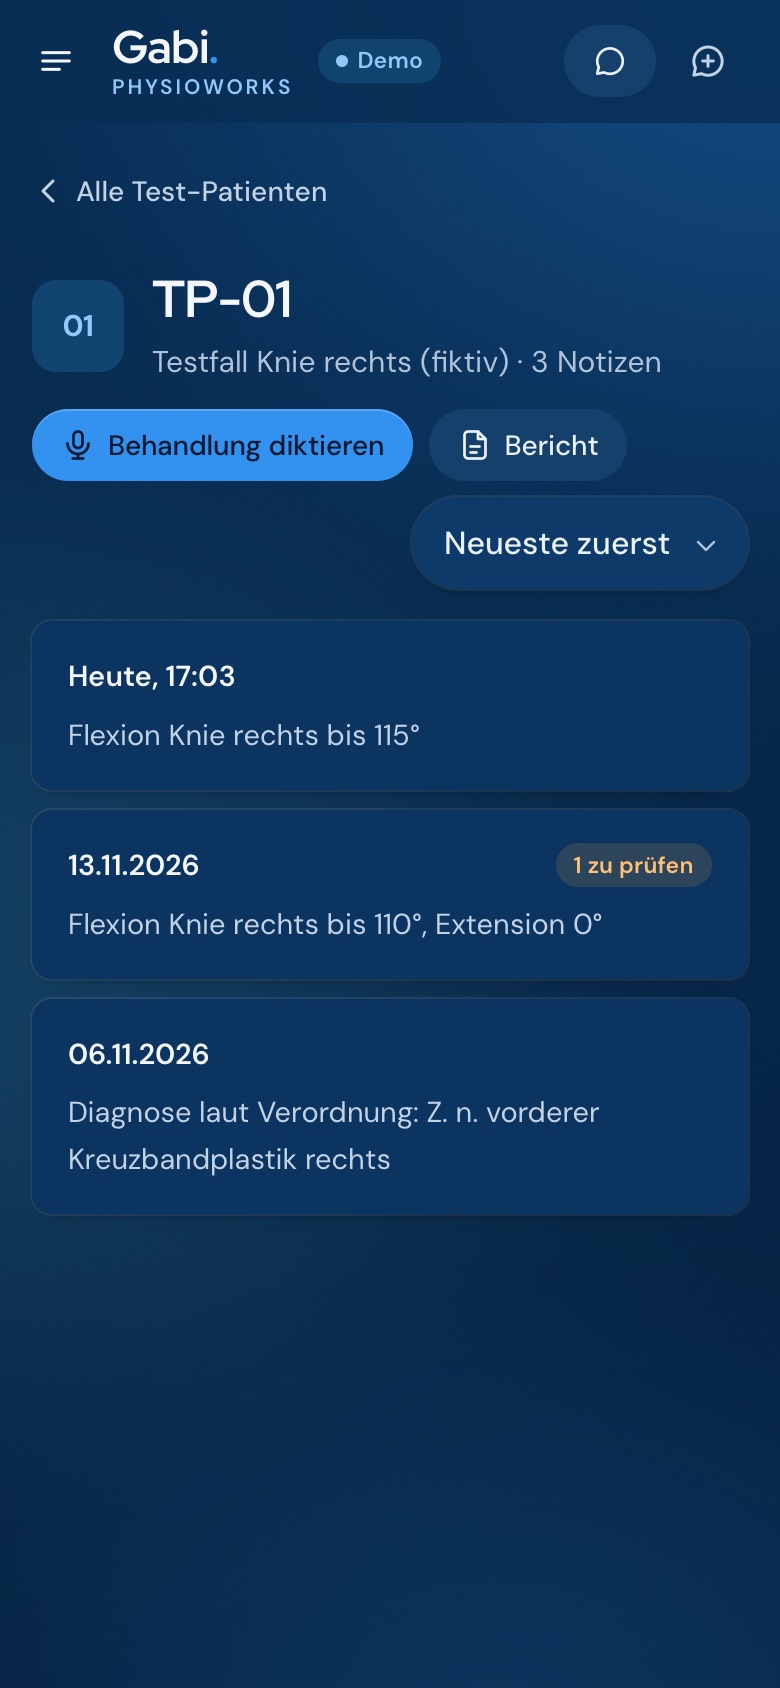 Gabi.
PHYSIOWORKS
Demo
Alle Test-Patienten
01
TP-01
Testfall Knie rechts (fiktiv) · 3 Notizen
Behandlung diktieren
Bericht
Neueste zuerst
Heute, 17:03
Flexion Knie rechts bis 115°
13.11.2026
1 zu prüfen
Flexion Knie rechts bis 110°, Extension 0°
06.11.2026
Diagnose laut Verordnung: Z. n. vorderer
Kreuzbandplastik rechts